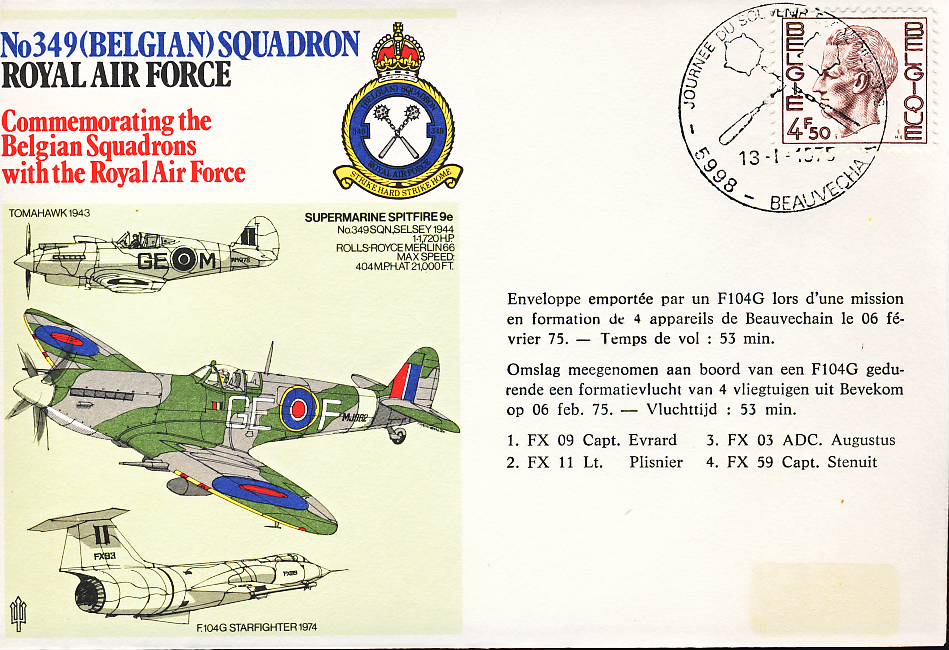 No349(BELGIAN) SQUADRON
ROYAL AIR FORCE
Commemorating the
Belgian Squadrons
with the Royal Air Force
(BELGIAN) SQUADRON
349
349
ROYAL AIR FORCE
STRIKE HARD STRIKE HOME
JOURNEE DU
13-1-1975
5998 - BEAUVECHAIN
BELGIE
BELGIQUE
4F50
TOMAHAWK 1943
GE M
SUPERMARINE SPITFIRE 9e
No.349 SQN, SELSEY 1944
1-1,720 H.P.
ROLLS-ROYCE MERLIN 66
MAX SPEED:
404 M.P.H. AT 21,000 FT.
GE F
MJ962
FX93
F.104G STARFIGHTER 1974
Enveloppe emportée par un F104G lors d'une mission
en formation de 4 appareils de Beauvechain le 06 fé-
vrier 75. — Temps de vol : 53 min.
Omslag meegenomen aan boord van een F104G gedu-
rende een formatievlucht van 4 vliegtuigen uit Bevekom
op 06 feb. 75. — Vluchttijd : 53 min.
1. FX 09 Capt. Evrard 3. FX 03 ADC. Augustus
2. FX 11 Lt. Plisnier 4. FX 59 Capt. Stenuit